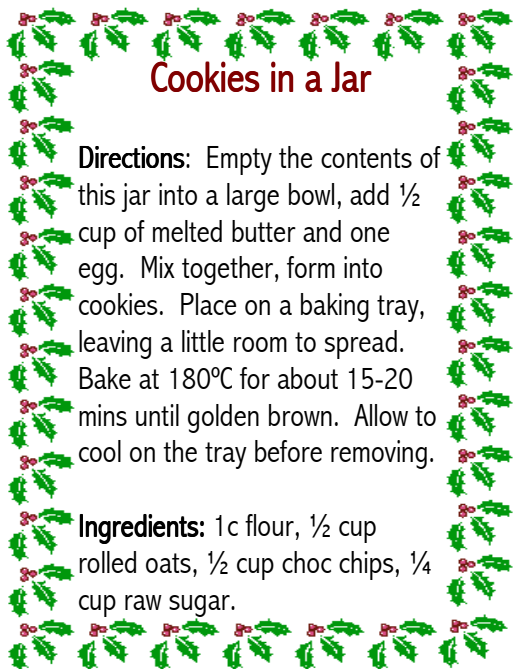 Cookies in a Jar
Directions:  Empty the contents of
this jar into a large bowl, add ½
cup of melted butter and one
egg.  Mix together, form into
cookies.  Place on a baking tray,
leaving a little room to spread.
Bake at 180ºC for about 15-20
mins until golden brown.  Allow to
cool on the tray before removing.
Ingredients: 1c flour, ½ cup
rolled oats, ½ cup choc chips, ¼
cup raw sugar.